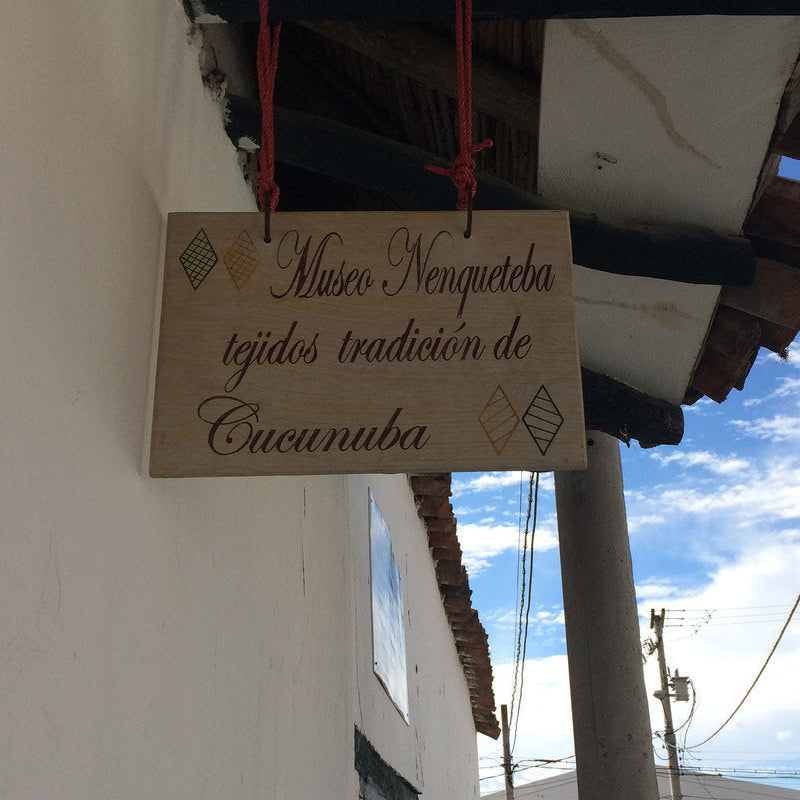 Museo Nenqueteba
tejidos tradición de
Cucunuba